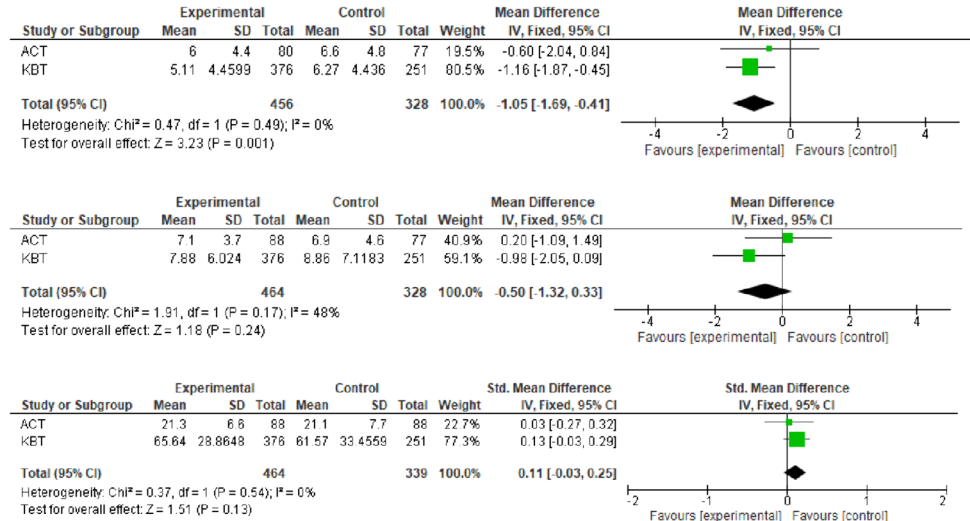 Experimental Control Mean Difference Mean Difference
Study or Subgroup Mean SD Total Mean SD Total Weight IV, Fixed, 95% CI IV, Fixed, 95% CI
ACT 6 4.4 80 6.6 4.8 77 19.5% -0.60 [-2.04, 0.84]
KBT 5.11 4.4599 376 6.27 4.436 251 80.5% -1.16 [-1.87, -0.45]
Total (95% CI) 456 328 100.0% -1.05 [-1.69, -0.41]
Heterogeneity: Chi² = 0.47, df = 1 (P = 0.49); I² = 0%
Test for overall effect: Z = 3.23 (P = 0.001)
-4 -2 0 2 4
Favours [experimental] Favours [control]
Experimental Control Mean Difference Mean Difference
Study or Subgroup Mean SD Total Mean SD Total Weight IV, Fixed, 95% CI IV, Fixed, 95% CI
ACT 7.1 3.7 88 6.9 4.6 77 40.9% 0.20 [-1.09, 1.49]
KBT 7.88 6.024 376 8.86 7.1183 251 59.1% -0.98 [-2.05, 0.09]
Total (95% CI) 464 328 100.0% -0.50 [-1.32, 0.33]
Heterogeneity: Chi² = 1.91, df = 1 (P = 0.17); I² = 48%
Test for overall effect: Z = 1.18 (P = 0.24)
-4 -2 0 2 4
Favours [experimental] Favours [control]
Experimental Control Std. Mean Difference Std. Mean Difference
Study or Subgroup Mean SD Total Mean SD Total Weight IV, Fixed, 95% CI IV, Fixed, 95% CI
ACT 21.3 6.6 88 21.1 7.7 88 22.7% 0.03 [-0.27, 0.32]
KBT 65.64 28.8648 376 61.57 33.4559 251 77.3% 0.13 [-0.03, 0.29]
Total (95% CI) 464 339 100.0% 0.11 [-0.03, 0.25]
Heterogeneity: Chi² = 0.37, df = 1 (P = 0.54); I² = 0%
Test for overall effect: Z = 1.51 (P = 0.13)
-2 -1 0 1 2
Favours [experimental] Favours [control]